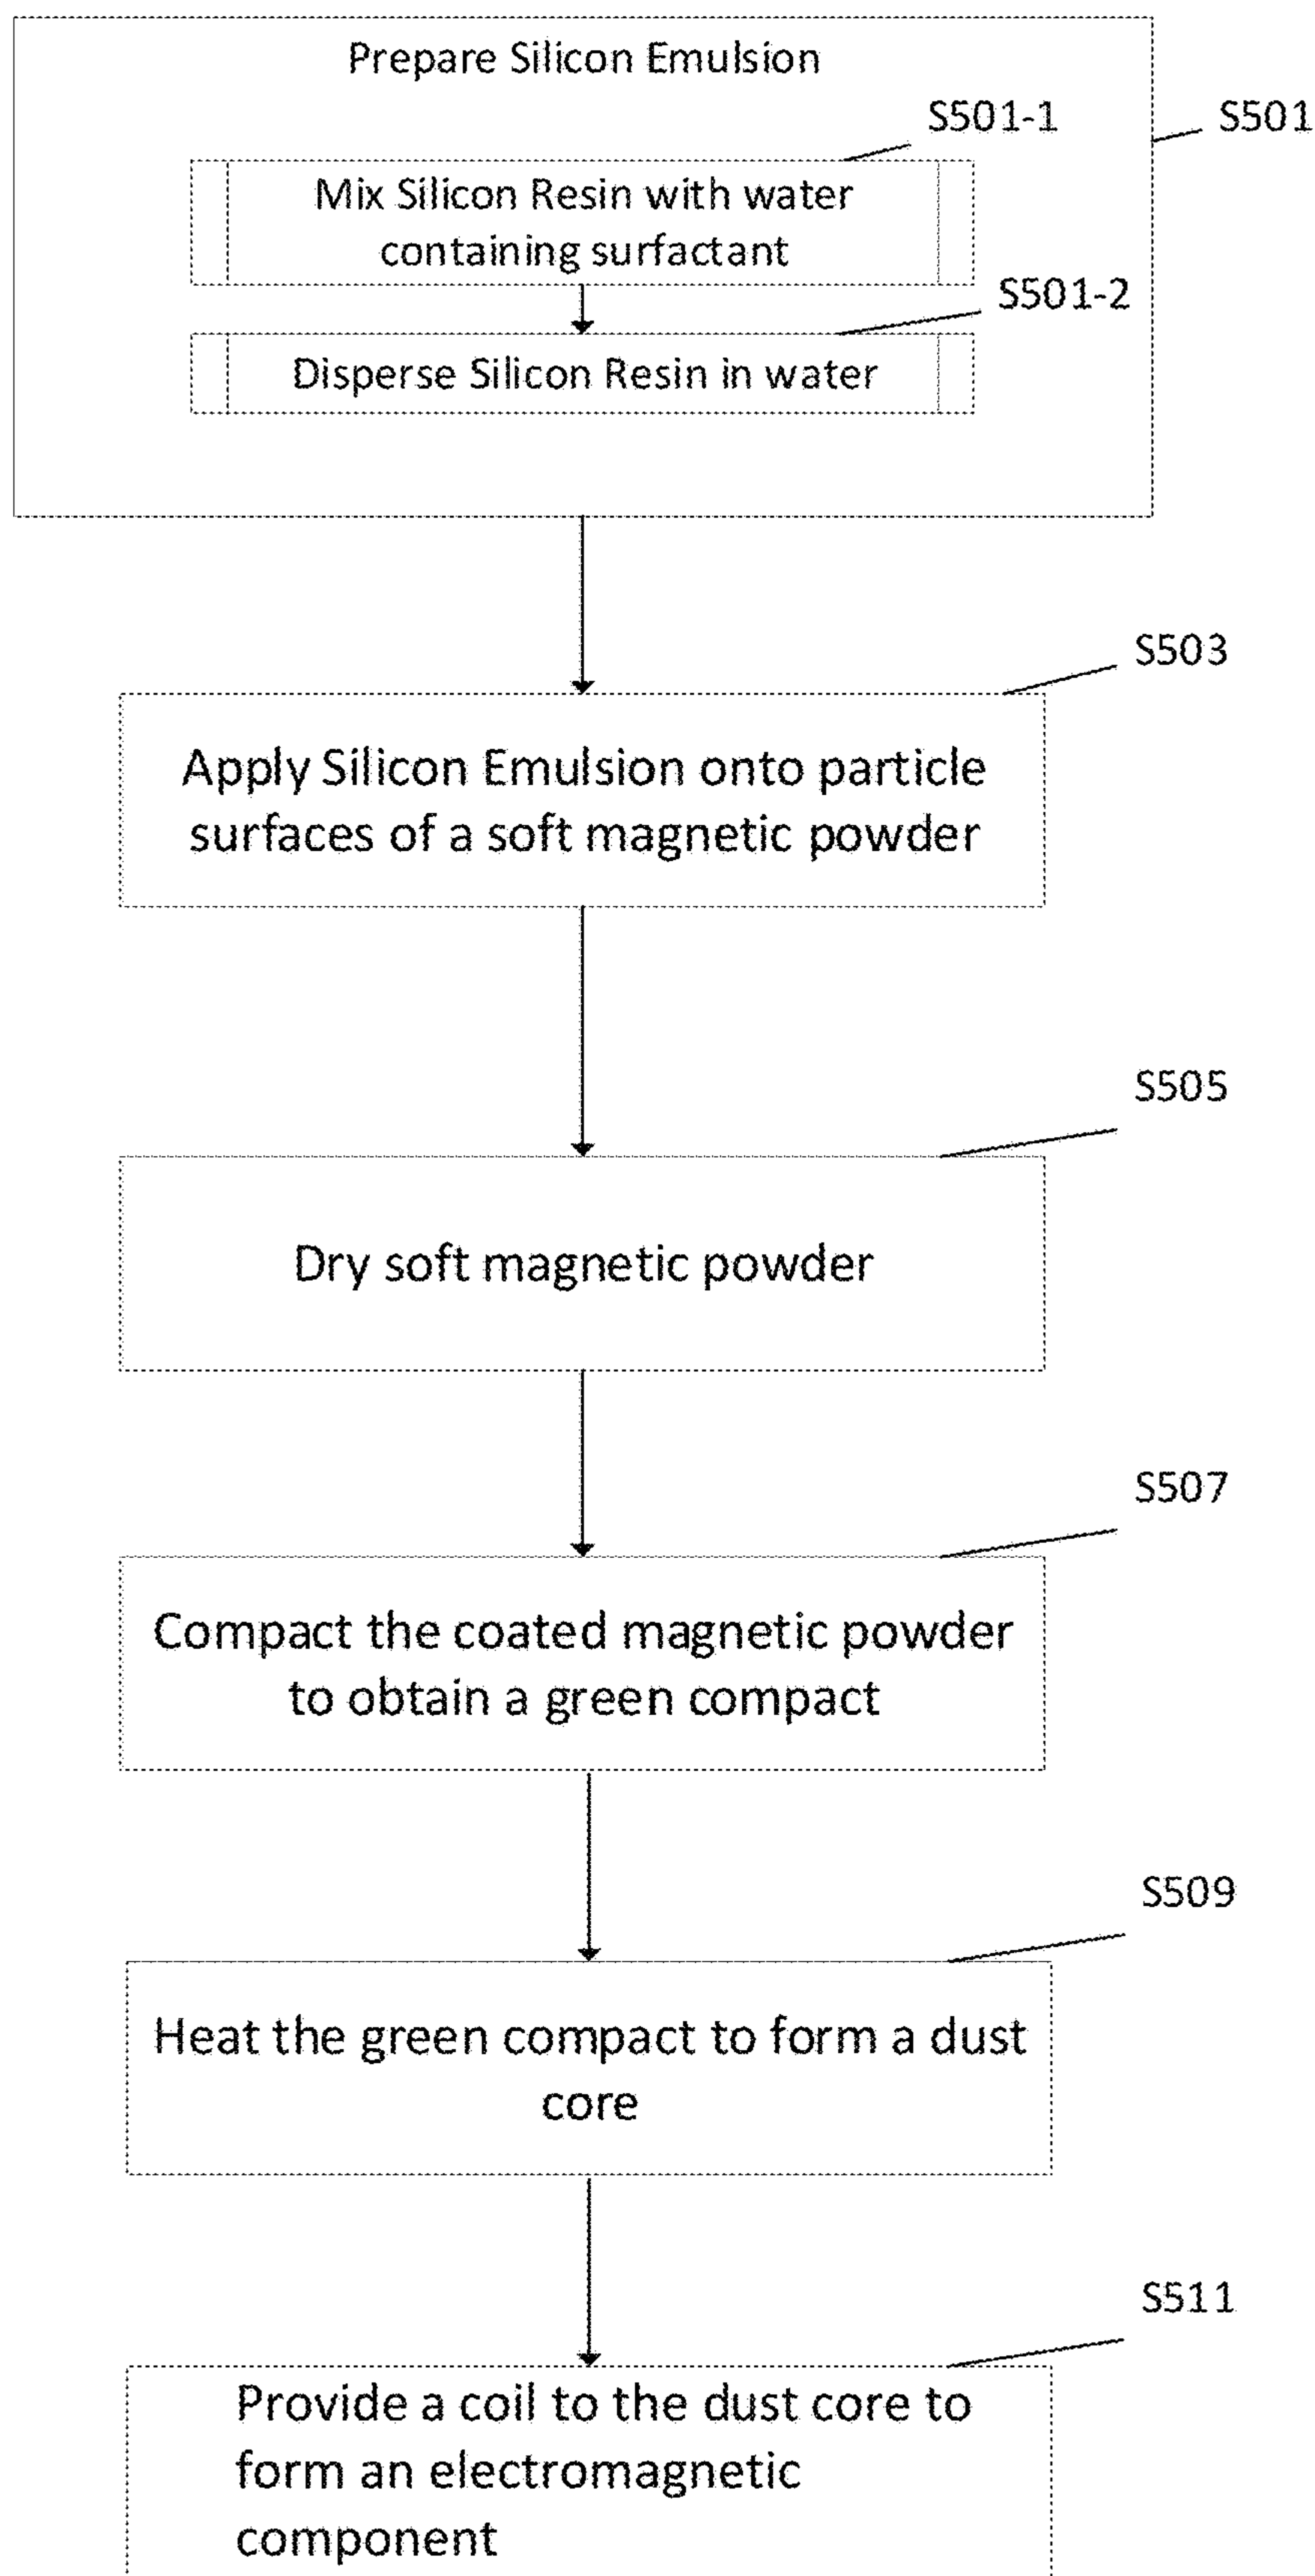 Prepare Silicon Emulsion
S501-1
S501
Mix Silicon Resin with water
containing surfactant
S501-2
Disperse Silicon Resin in water
S503
Apply Silicon Emulsion onto particle
surfaces of a soft magnetic powder
S505
Dry soft magnetic powder
S507
Compact the coated magnetic powder
to obtain a green compact
S509
Heat the green compact to form a dust
core
S511
Provide a coil to the dust core to
form an electromagnetic
component